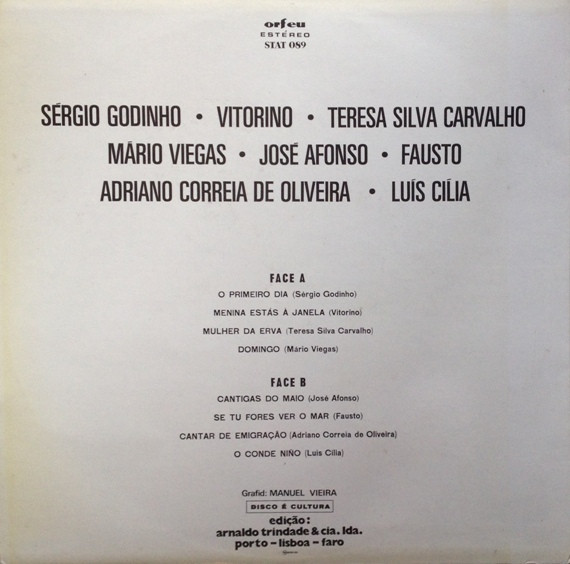 orfeu
ESTÉREO
STAT 089
SÉRGIO GODINHO • VITORINO • TERESA SILVA CARVALHO
MÁRIO VIEGAS • JOSÉ AFONSO • FAUSTO
ADRIANO CORREIA DE OLIVEIRA • LUÍS CÍLIA
FACE A
O PRIMEIRO DIA (Sérgio Godinho)
MENINA ESTÁS À JANELA (Vitorino)
MULHER DA ERVA (Teresa Silva Carvalho)
DOMINGO (Mário Viegas)
FACE B
CANTIGAS DO MAIO (José Afonso)
SE TU FORES VER O MAR (Fausto)
CANTAR DE EMIGRAÇÃO (Adriano Correia de Oliveira)
O CONDE NIÑO (Luis Cília)
Grafid: MANUEL VIEIRA
DISCO É CULTURA
edição:
arnaldo trindade & cia. lda.
porto – lisboa – faro